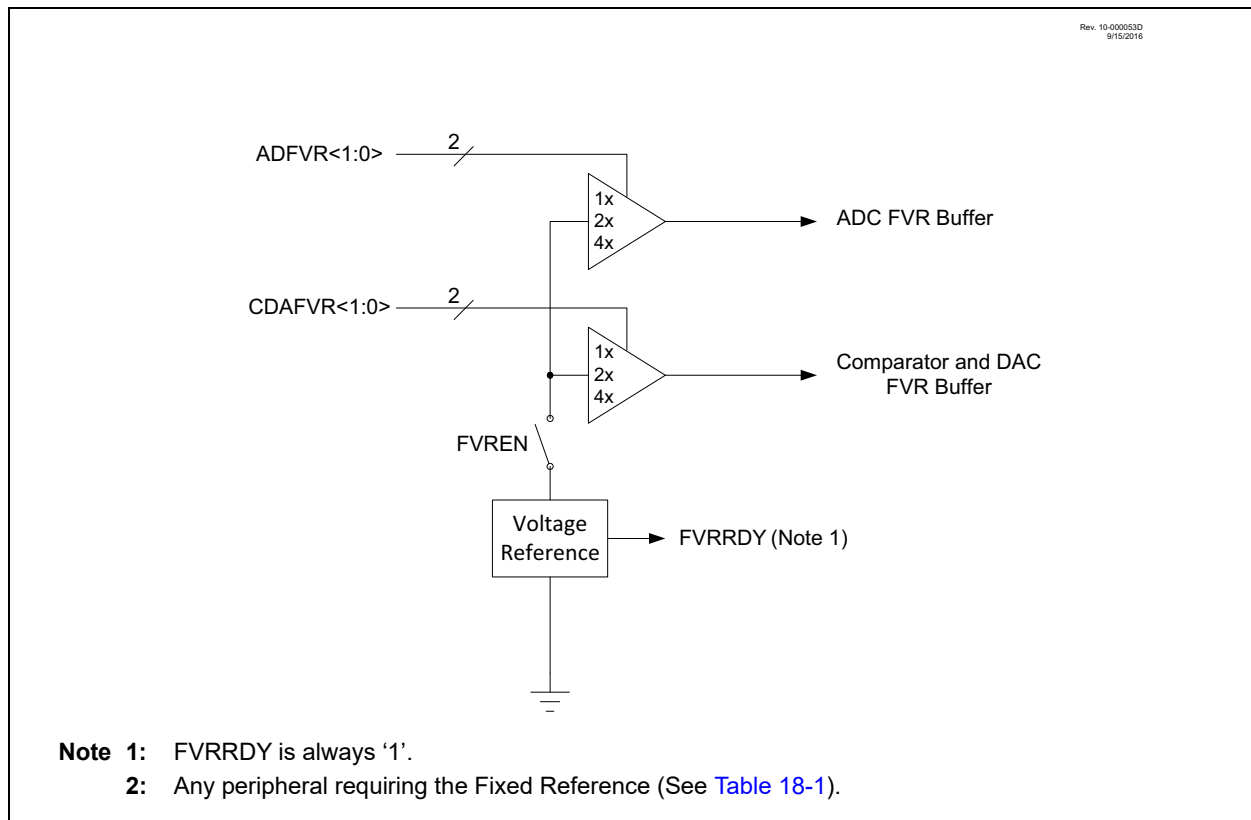 Rev. 10-000053D
9/15/2016
ADFVR<1:0>
2
1x
2x
4x
ADC FVR Buffer
CDAFVR<1:0>
2
1x
2x
4x
Comparator and DAC
FVR Buffer
FVREN
Voltage
Reference
FVRRDY (Note 1)
Note 1: FVRRDY is always ‘1’.
2: Any peripheral requiring the Fixed Reference (See Table 18-1).